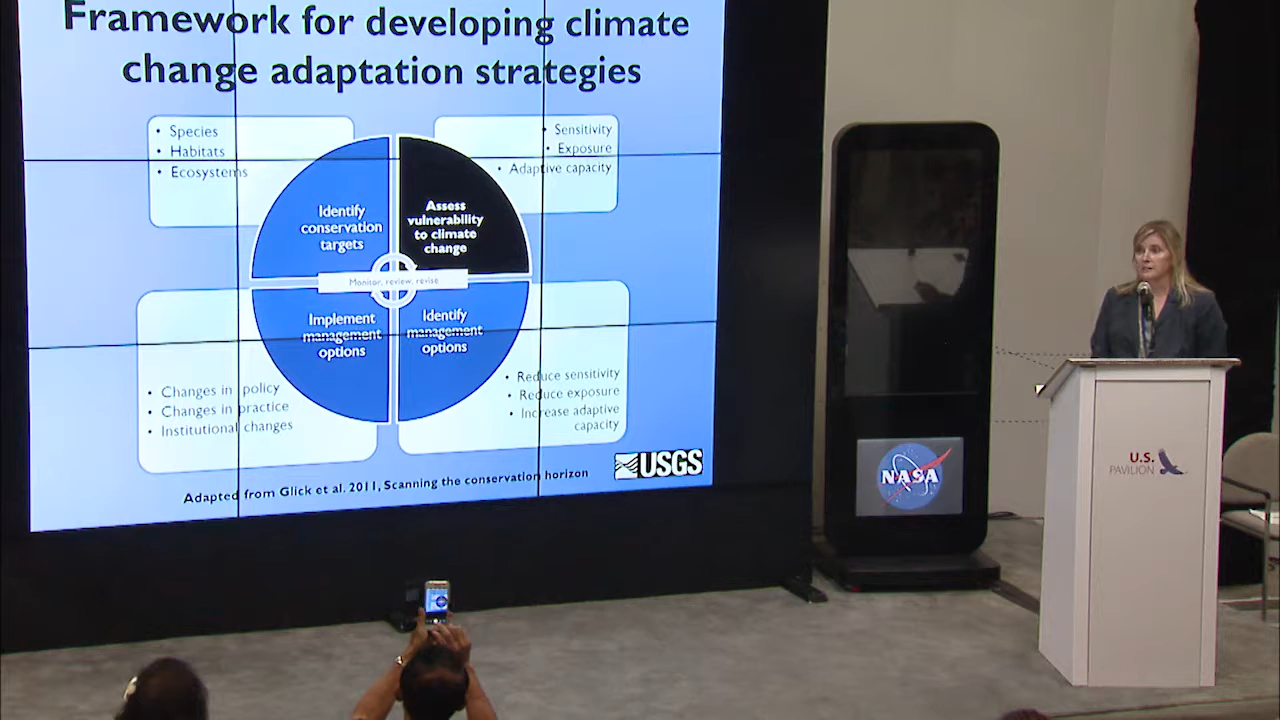 Framework for developing climate
change adaptation strategies
• Species
• Habitats
• Ecosystems
• Sensitivity
• Exposure
• Adaptive capacity
Identify
conservation
targets
Assess
vulnerability
to climate
change
Monitor, review, revise
Implement
management
options
Identify
management
options
• Changes in policy
• Changes in practice
• Institutional changes
• Reduce sensitivity
• Reduce exposure
• Increase adaptive
capacity
USGS
Adapted from Glick et al. 2011, Scanning the conservation horizon
NASA
U.S.
PAVILION